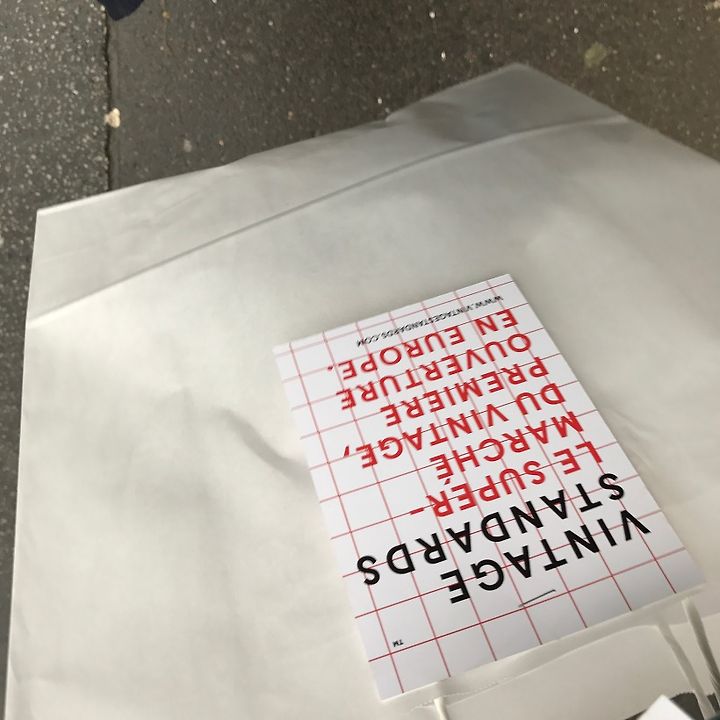 ™
VINTAGE
STANDARDS
LE SUPER-
MARCHÉ
DU VINTAGE,
PREMIERE
OUVERTURE
EN EUROPE.
WWW.VINTAGESTANDARDS.COM